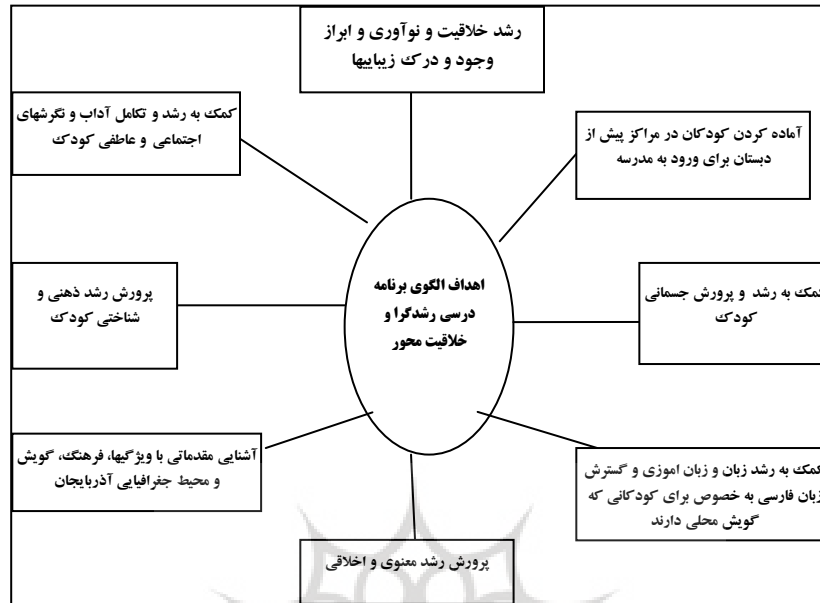 رشد خلاقیت و نوآوری و ابراز
وجود و درک زیباییها
آماده کردن کودکان در مراکز پیش از
دبستان برای ورود به مدرسه
کمک به رشد و تکامل آداب و نگرشهای
اجتماعی و عاطفی کودک
اهداف الگوی برنامه
درسی رشدگرا و
خلاقیت محور
کمک به رشد و پرورش جسمانی
کودک
پرورش رشد ذهنی و
شناختی کودک
کمک به رشد زبان و زبان اموزی و گسترش
زبان فارسی به خصوص برای کودکانی که
گویش محلی دارند
آشنایی مقدماتی با ویژگیها، فرهنگ، گویش
و محیط جغرافیایی آذربایجان
پرورش رشد معنوی و اخلاقی